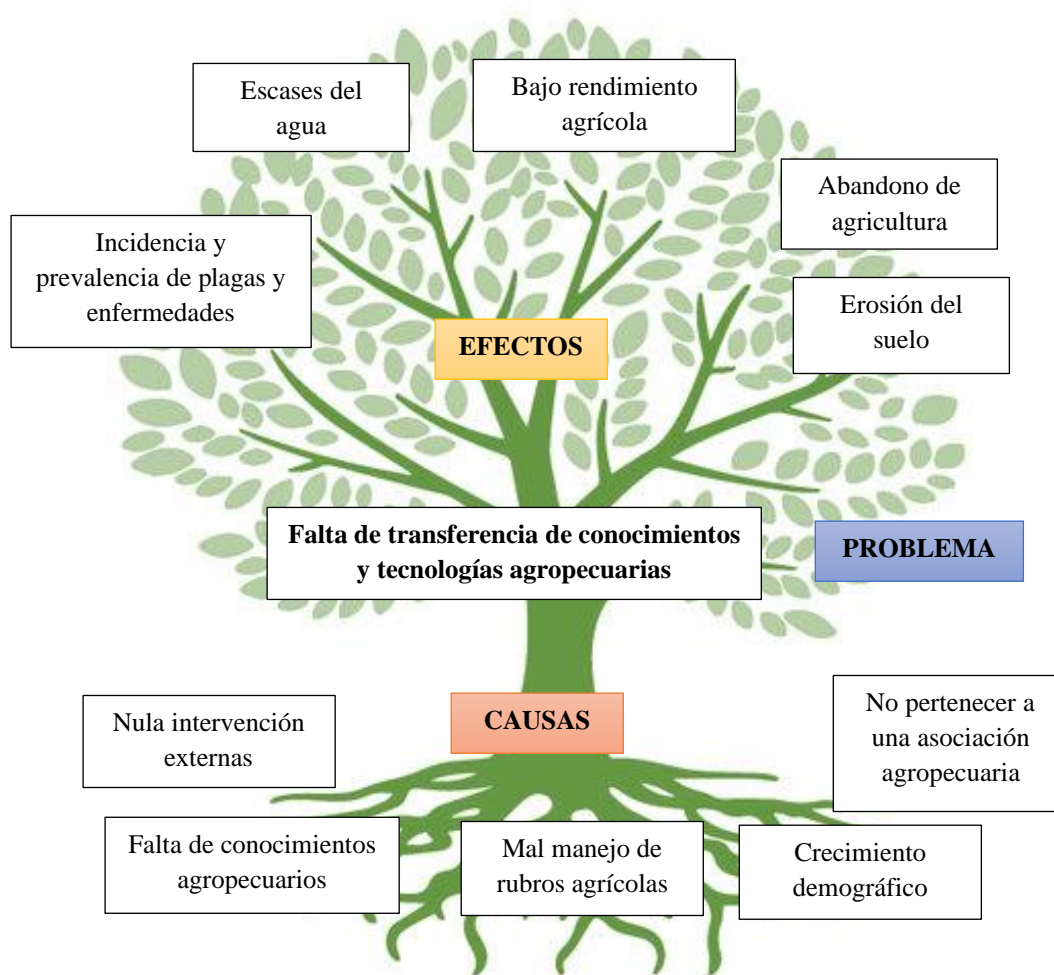 Escases del
agua
Bajo rendimiento
agrícola
Abandono de
agricultura
Incidencia y
prevalencia de plagas y
enfermedades
Erosión del
suelo
EFECTOS
Falta de transferencia de conocimientos
y tecnologías agropecuarias
PROBLEMA
Nula intervención
externas
CAUSAS
No pertenecer a
una asociación
agropecuaria
Falta de conocimientos
agropecuarios
Mal manejo de
rubros agrícolas
Crecimiento
demográfico